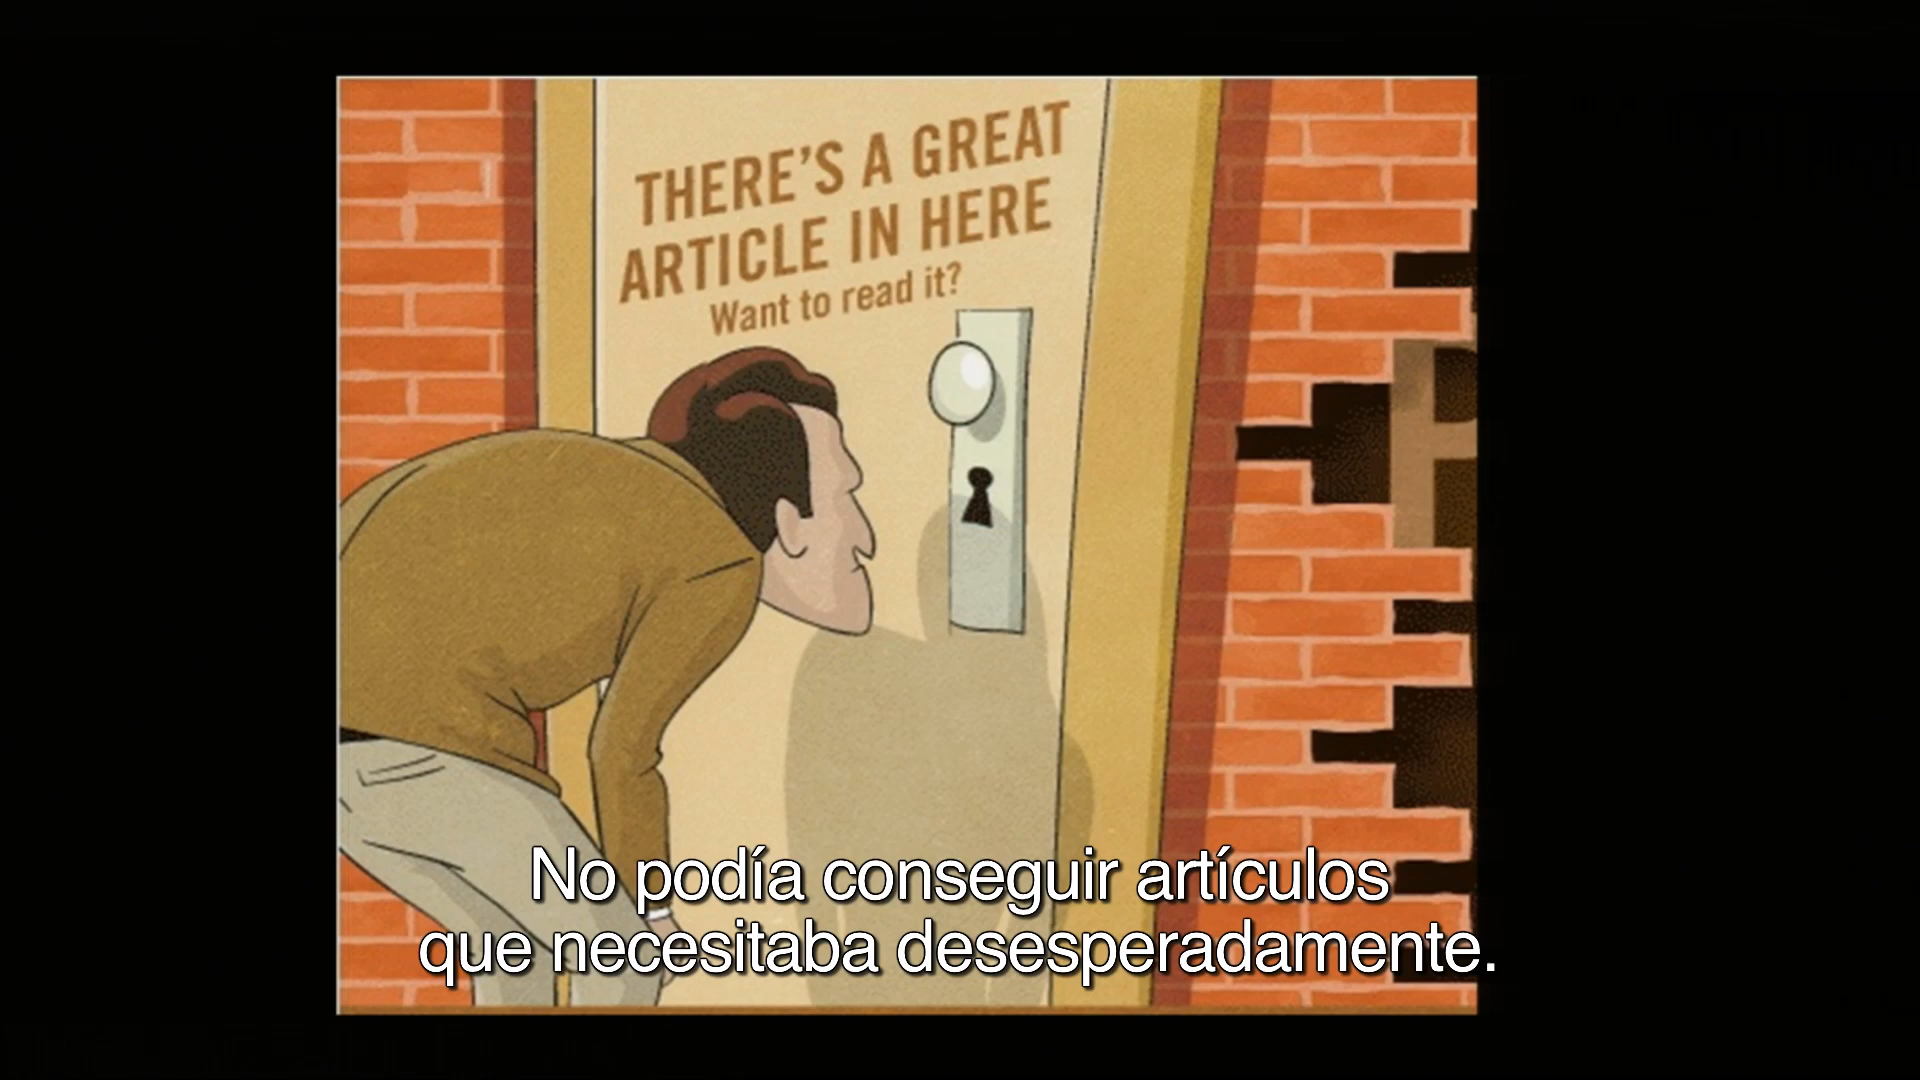 THERE'S A GREAT
ARTICLE IN HERE
Want to read it?
No podía conseguir artículos
que necesitaba desesperadamente.